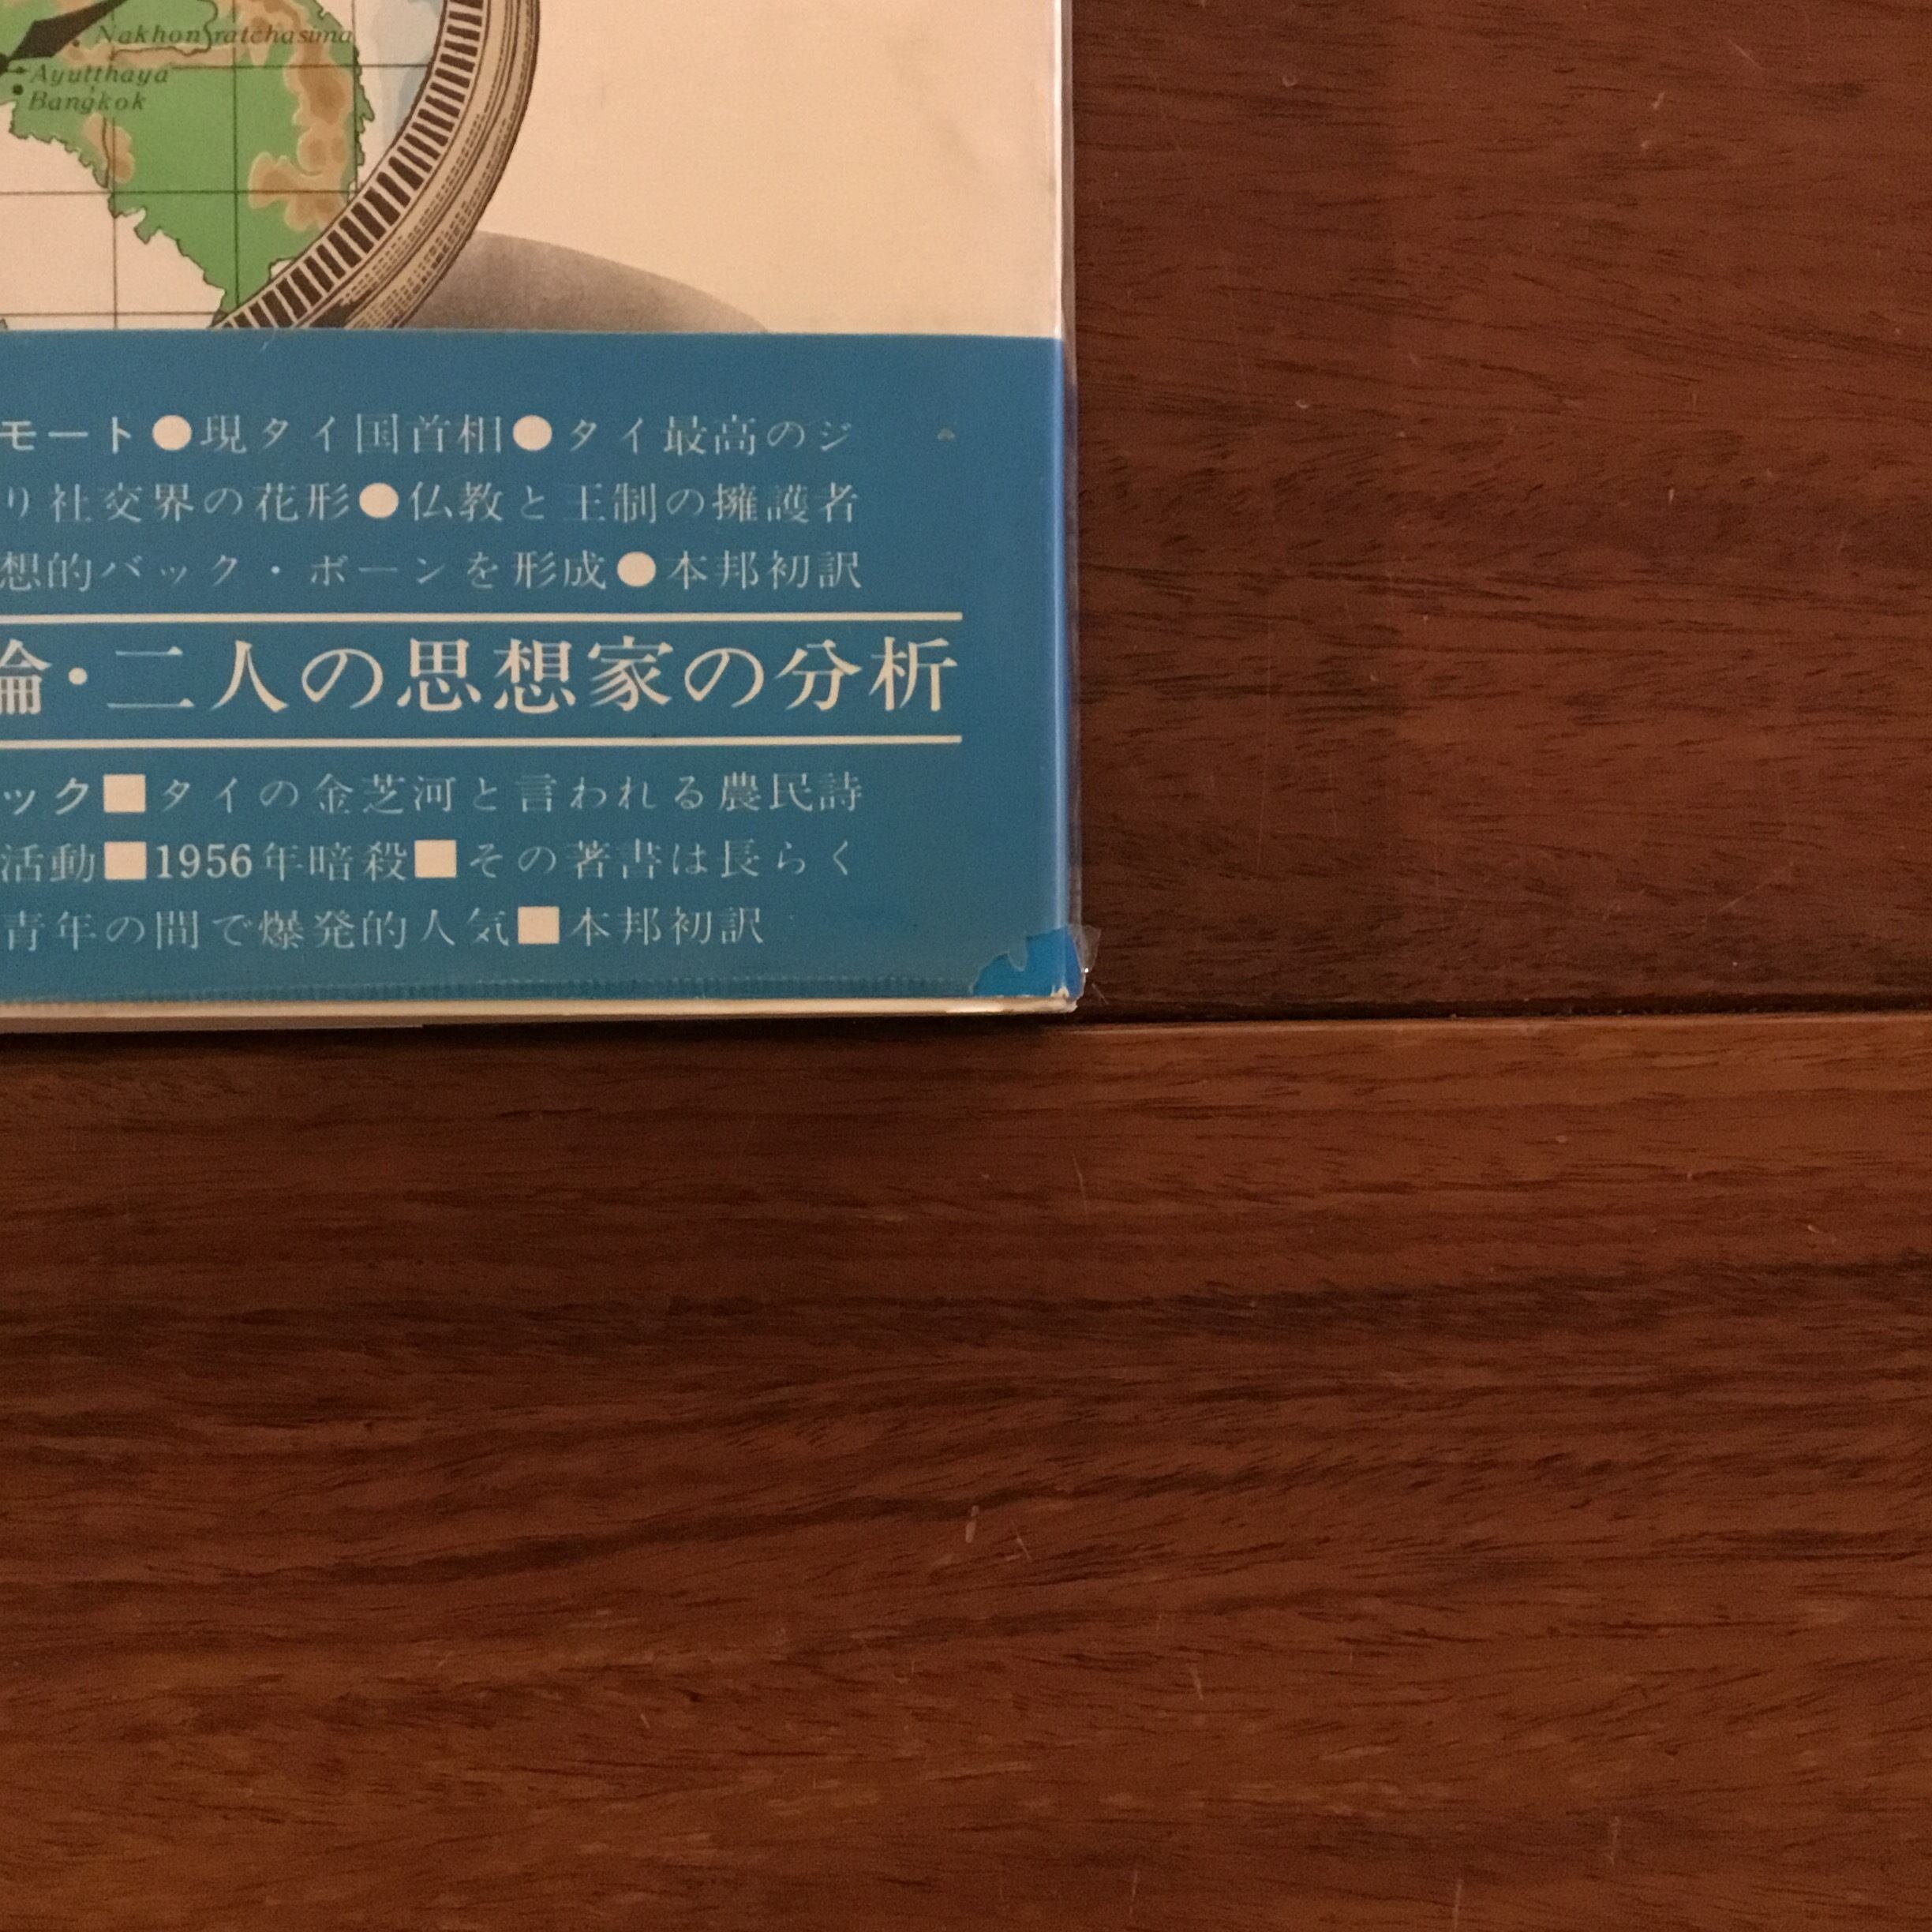 Nakhon ratchasima
Ayutthaya
Bangkok
モート●現タイ国首相●タイ最高のジ
り社交界の花形●仏教と王制の擁護者
想的バック・ボーンを形成●本邦初訳
論・二人の思想家の分析
ック■タイの金芝河と言われる農民詩
活動■1956年暗殺■その著書は長らく
青年の間で爆発的人気■本邦初訳